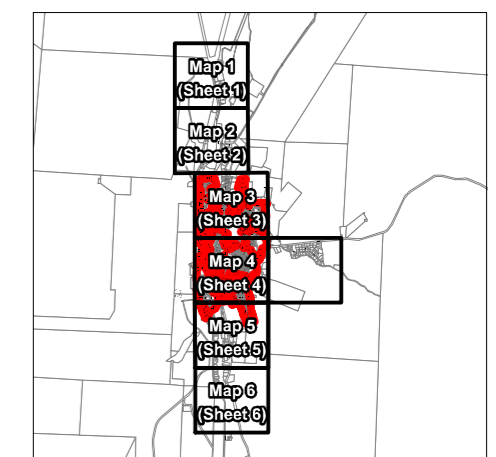 Map 1
(Sheet 1)
Map 2
(Sheet 2)
Map 3
(Sheet 3)
Map 4
(Sheet 4)
Map 5
(Sheet 5)
Map 6
(Sheet 6)